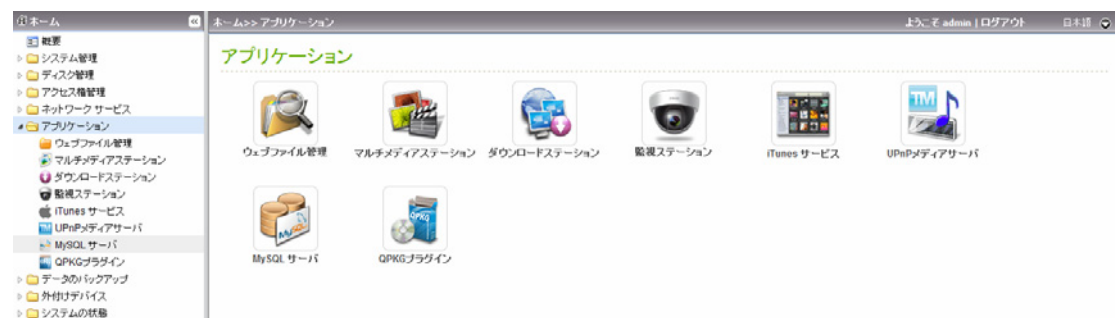 ホーム
ホーム>> アプリケーション
ようこそ admin | ログアウト
日本語
概要
システム管理
ディスク管理
アクセス権管理
ネットワーク サービス
アプリケーション
ウェブファイル管理
マルチメディアステーション
ダウンロードステーション
監視ステーション
iTunes サービス
UPnPメディアサーバ
MySQL サーバ
QPKGプラグイン
データのバックアップ
外付けデバイス
システムの状態
アプリケーション
ウェブファイル管理
マルチメディアステーション
ダウンロードステーション
監視ステーション
iTunes サービス
TM
UPnPメディアサーバ
MySQL
MySQL サーバ
QPKG
QPKGプラグイン